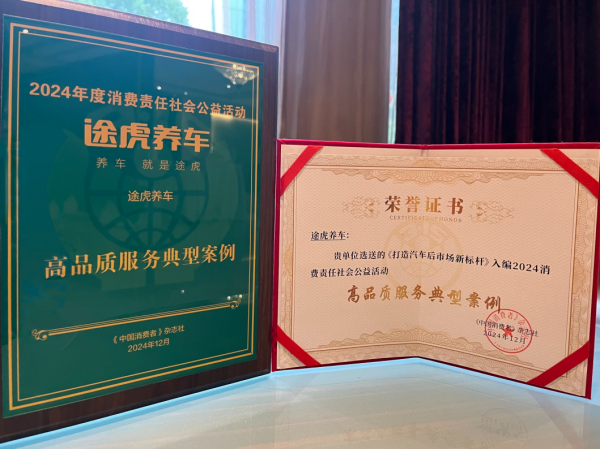 2024年度消费责任社会公益活动
途虎养车
养车 就是途虎
途虎养车
高品质服务典型案例
《中国消费者》杂志社
2024年12月
荣誉证书
CERTIFICATE OF HONOR
途虎养车:
贵单位选送的《打造汽车后市场新标杆》入编2024消
费责任社会公益活动
高品质服务典型案例
《中国消费者》杂志社
2024年12月